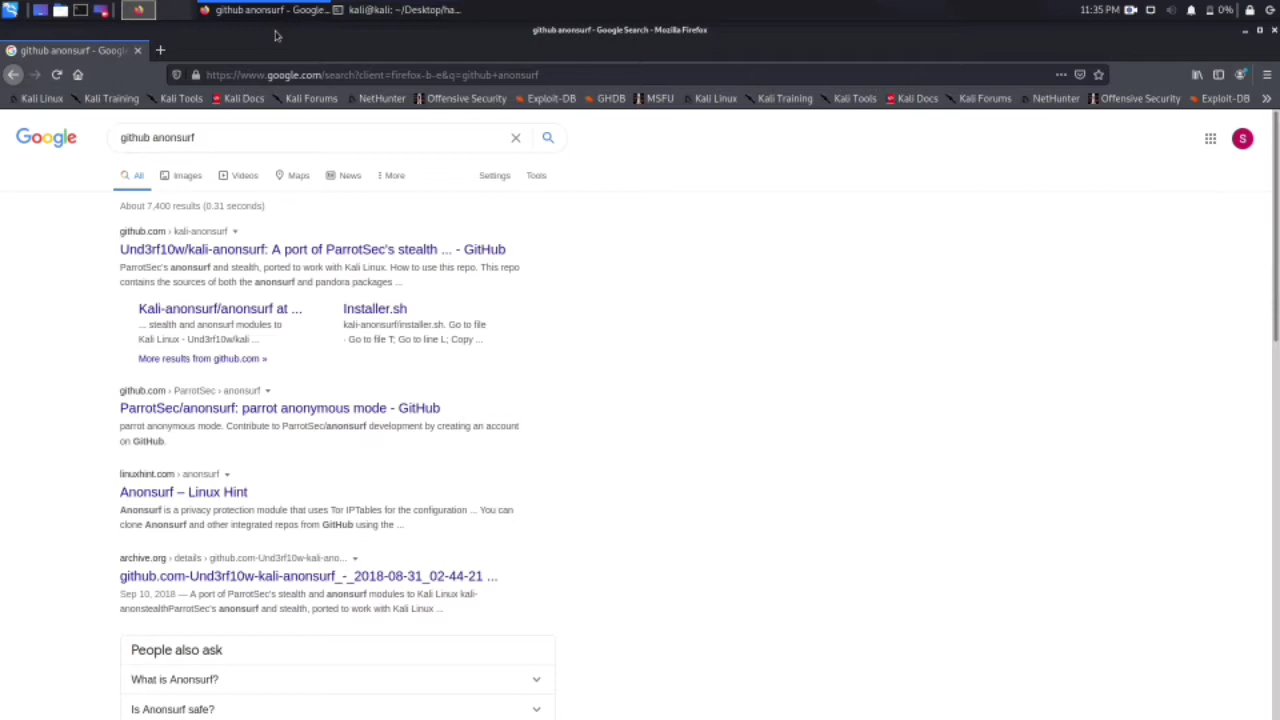 github anonsurf - Google...
kali@kali: ~/Desktop/ha...
11:35 PM
0%
github anonsurf - Google Search - Mozilla Firefox
github anonsurf - Google
https://www.google.com/search?client=firefox-b-e&q=github+anonsurf
Kali Linux Kali Training Kali Tools Kali Docs Kali Forums NetHunter Offensive Security Exploit-DB GHDB MSFU Kali Linux Kali Training Kali Tools Kali Docs Kali Forums NetHunter Offensive Security Exploit-DB
Google
github anonsurf
S
All Images Videos Maps News More Settings Tools
About 7,400 results (0.31 seconds)
github.com › kali-anonsurf
Und3rf10w/kali-anonsurf: A port of ParrotSec's stealth ... - GitHub
ParrotSec's anonsurf and stealth, ported to work with Kali Linux. How to use this repo. This repo
contains the sources of both the anonsurf and pandora packages ...
Kali-anonsurf/anonsurf at ...
... stealth and anonsurf modules to
Kali Linux - Und3rf10w/kali ...
Installer.sh
kali-anonsurf/installer.sh. Go to file
· Go to file T; Go to line L; Copy ...
More results from github.com »
github.com › ParrotSec › anonsurf
ParrotSec/anonsurf: parrot anonymous mode - GitHub
parrot anonymous mode. Contribute to ParrotSec/anonsurf development by creating an account
on GitHub.
linuxhint.com › anonsurf
Anonsurf – Linux Hint
Anonsurf is a privacy protection module that uses Tor IPTables for the configuration ... You can
clone Anonsurf and other integrated repos from GitHub using the ...
archive.org › details › github.com-Und3rf10w-kali-ano...
github.com-Und3rf10w-kali-anonsurf_-_2018-08-31_02-44-21 ...
Sep 10, 2018 — A port of ParrotSec's stealth and anonsurf modules to Kali Linux kali-
anonstealthParrotSec's anonsurf and stealth, ported to work with Kali Linux ...
People also ask
What is Anonsurf?
Is Anonsurf safe?